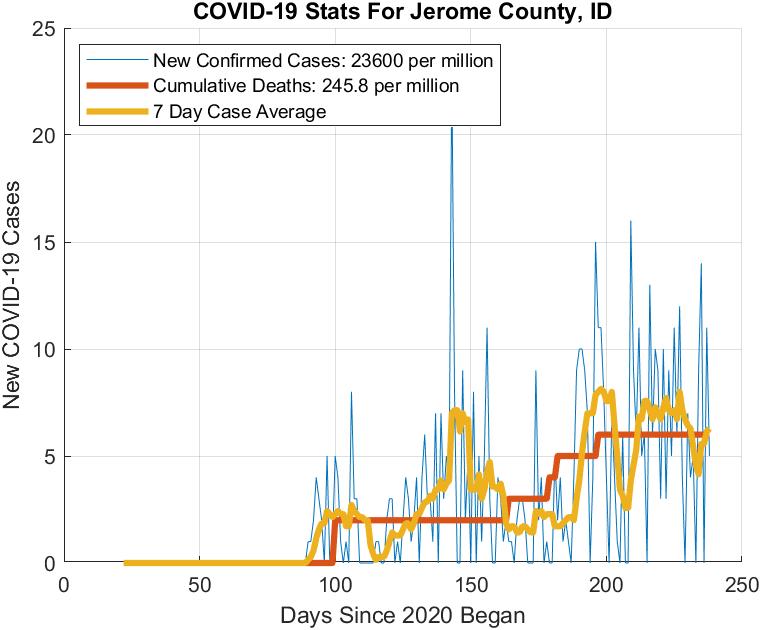 COVID-19 Stats For Jerome County, ID
25
New Confirmed Cases: 23600 per million
Cumulative Deaths: 245.8 per million
7 Day Case Average
20
15
10
5
0
New COVID-19 Cases
0 50 100 150 200 250
Days Since 2020 Began